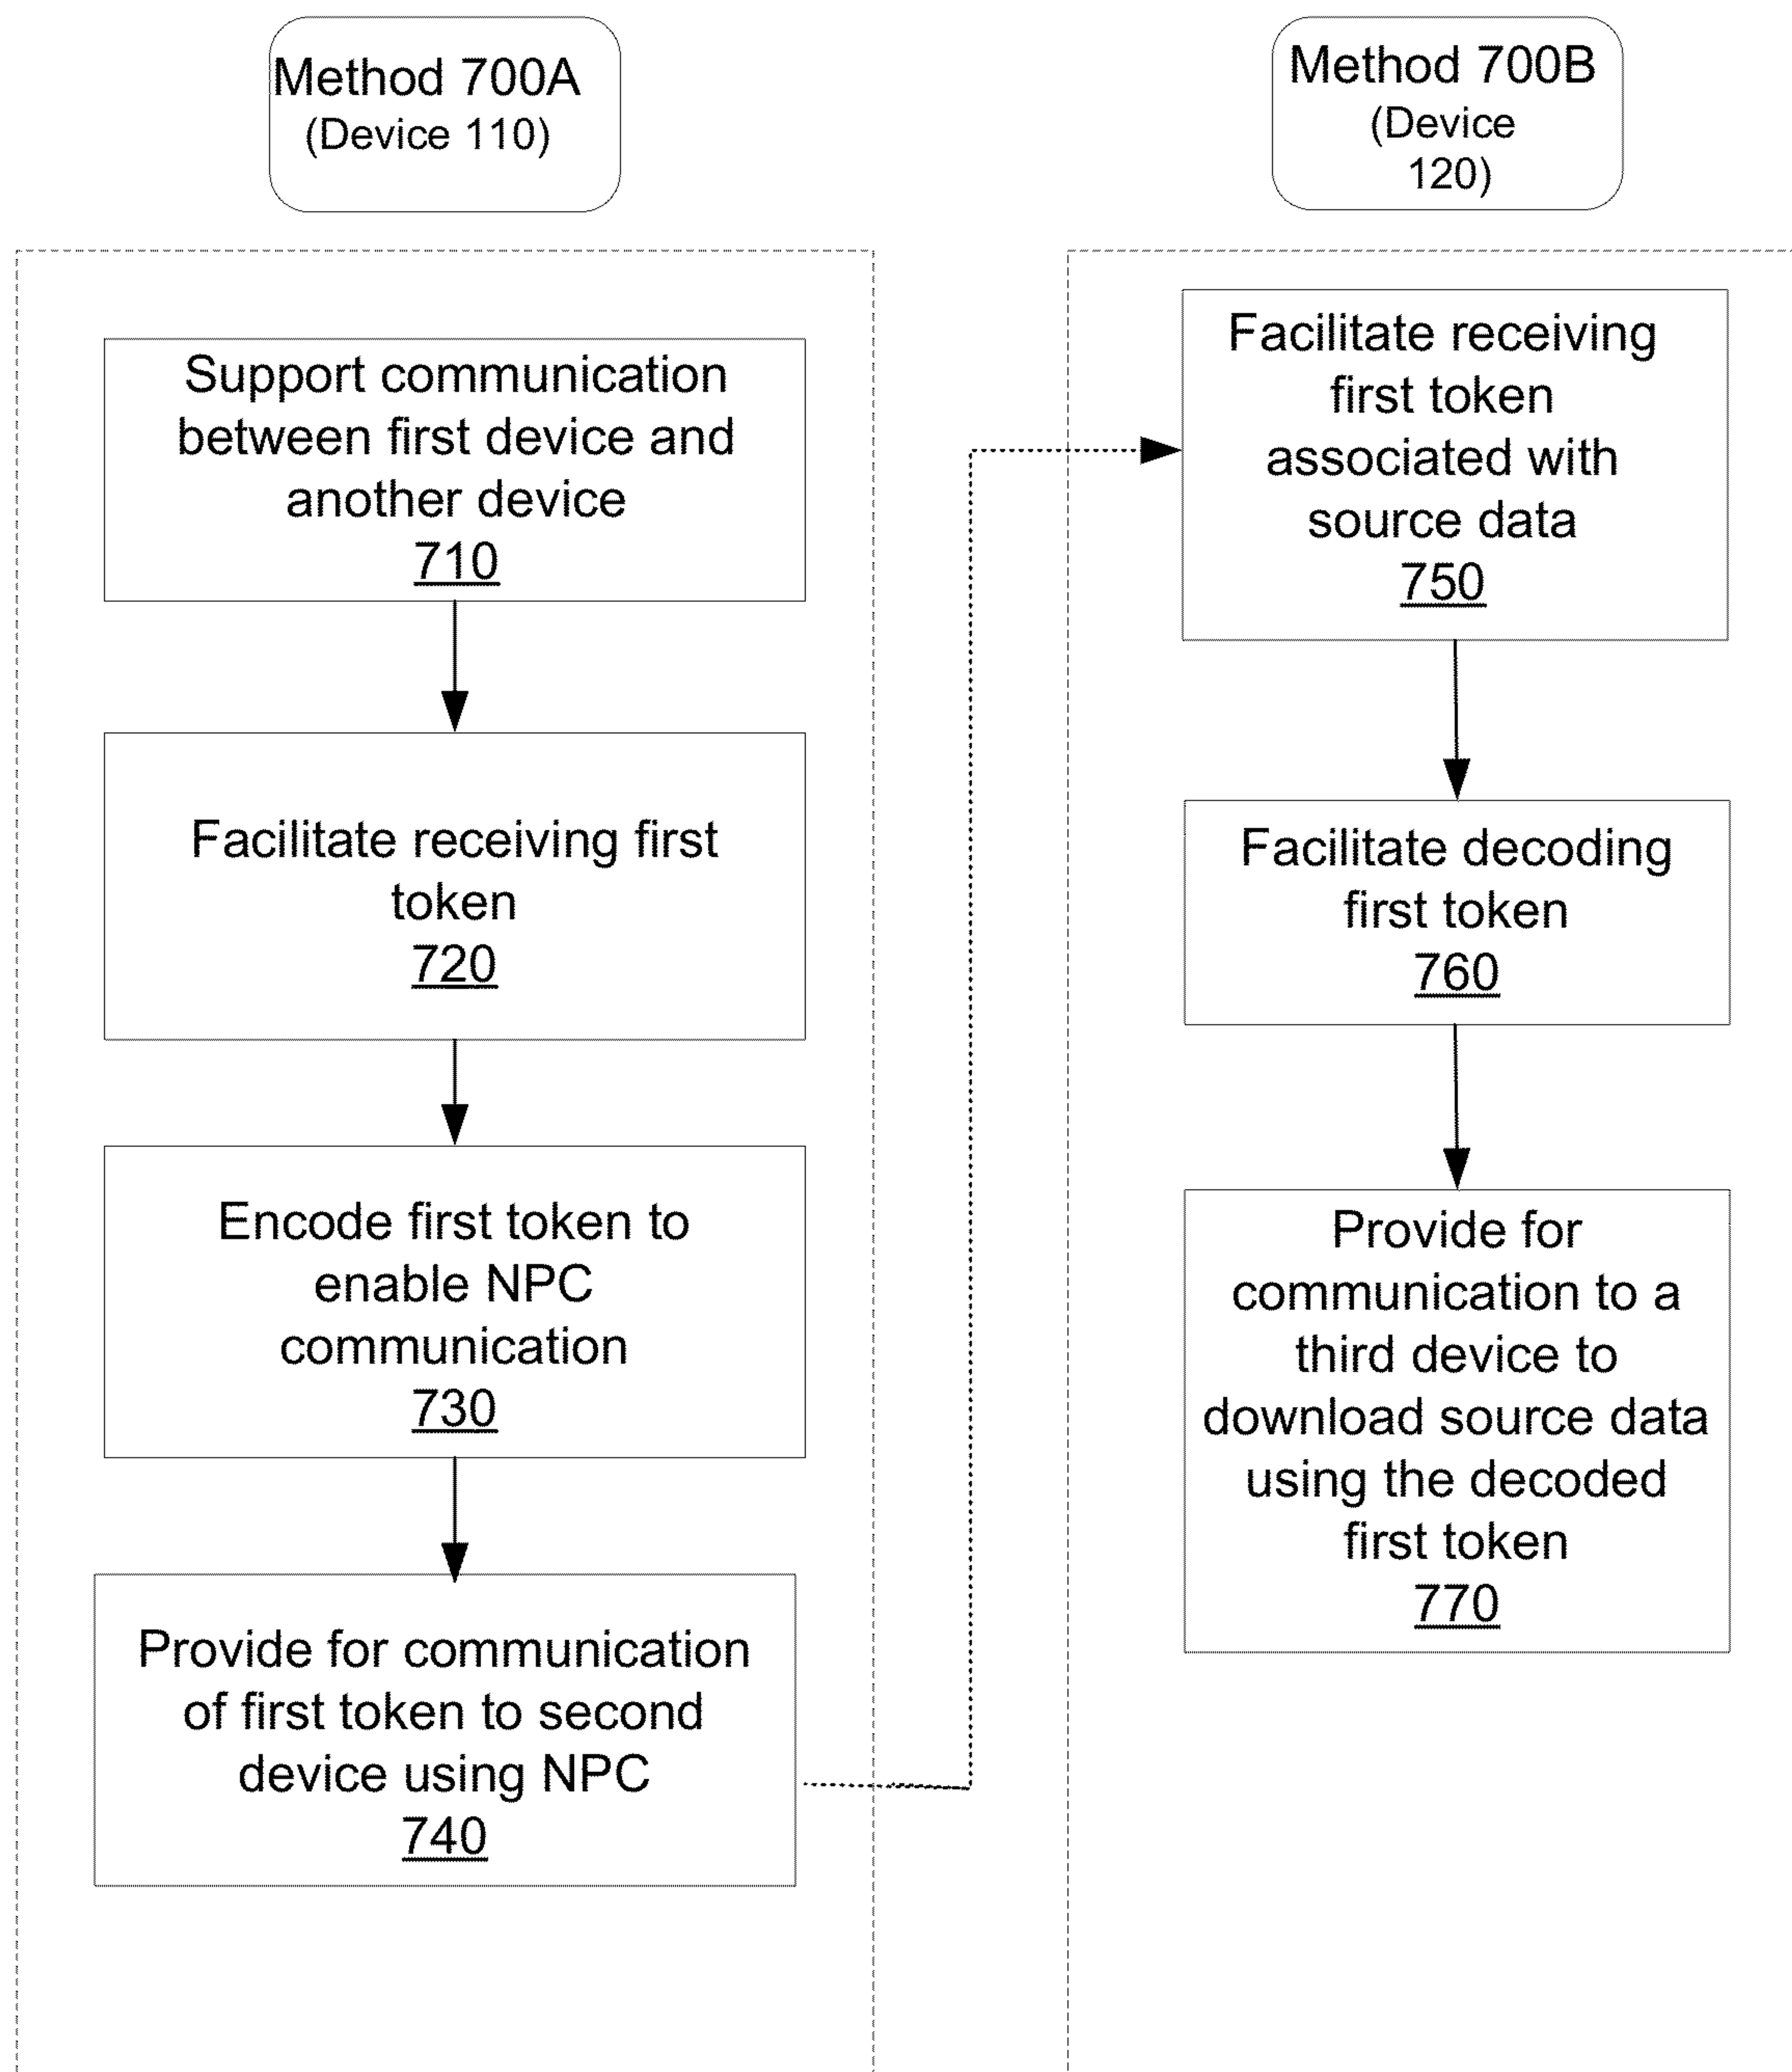 Method 700A
(Device 110)
Support communication
between first device and
another device
710
Facilitate receiving first
token
720
Encode first token to
enable NPC
communication
730
Provide for communication
of first token to second
device using NPC
740
Method 700B
(Device
120)
Facilitate receiving
first token
associated with
source data
750
Facilitate decoding
first token
760
Provide for
communication to a
third device to
download source data
using the decoded
first token
770